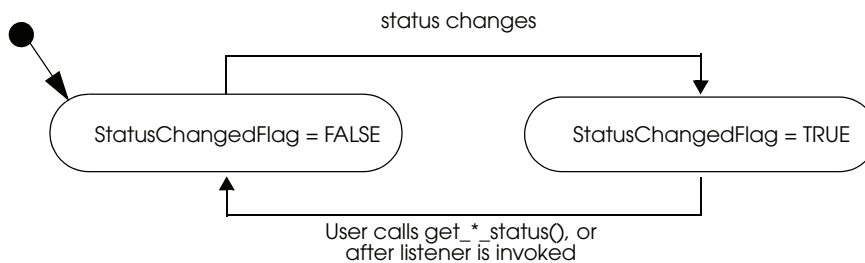 status changes
StatusChangedFlag = FALSE
StatusChangedFlag = TRUE
User calls get_*_status(), or
after listener is invoked